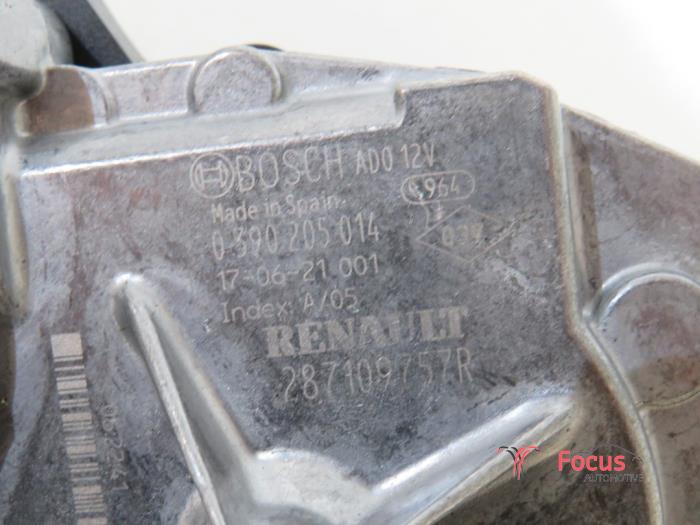 BOSCH AD0 12V
Made in Spain
0 390 205 014
17-06-21 001
Index: A/05
RENAULT
287109757R
Focus
AUTOMOTIVE